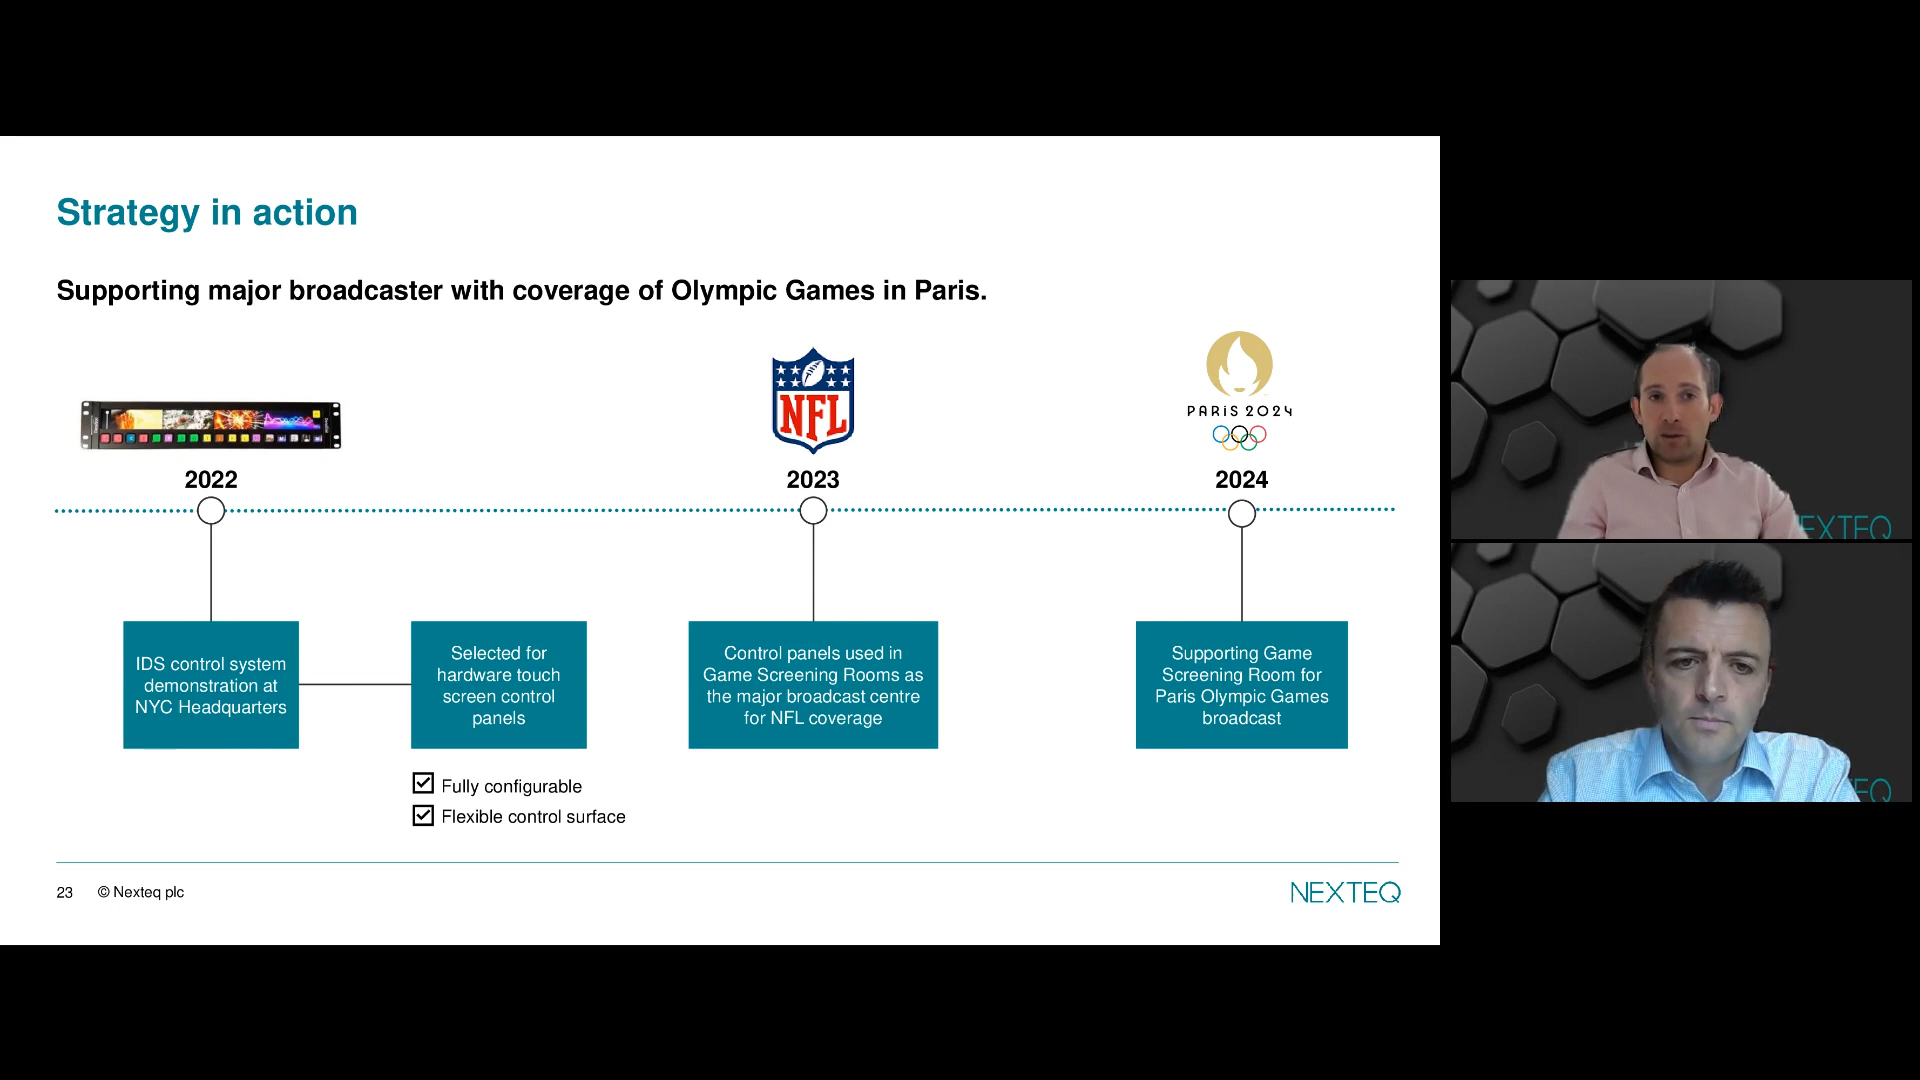 Strategy in action
Supporting major broadcaster with coverage of Olympic Games in Paris.
NFL
PARIS 2024
2022
2023
2024
IDS control system
demonstration at
NYC Headquarters
Selected for
hardware touch
screen control
panels
Control panels used in
Game Screening Rooms as
the major broadcast centre
for NFL coverage
Supporting Game
Screening Room for
Paris Olympic Games
broadcast
Fully configurable
Flexible control surface
23 © Nexteq plc
NEXTEQ
EXTEQ
EQ